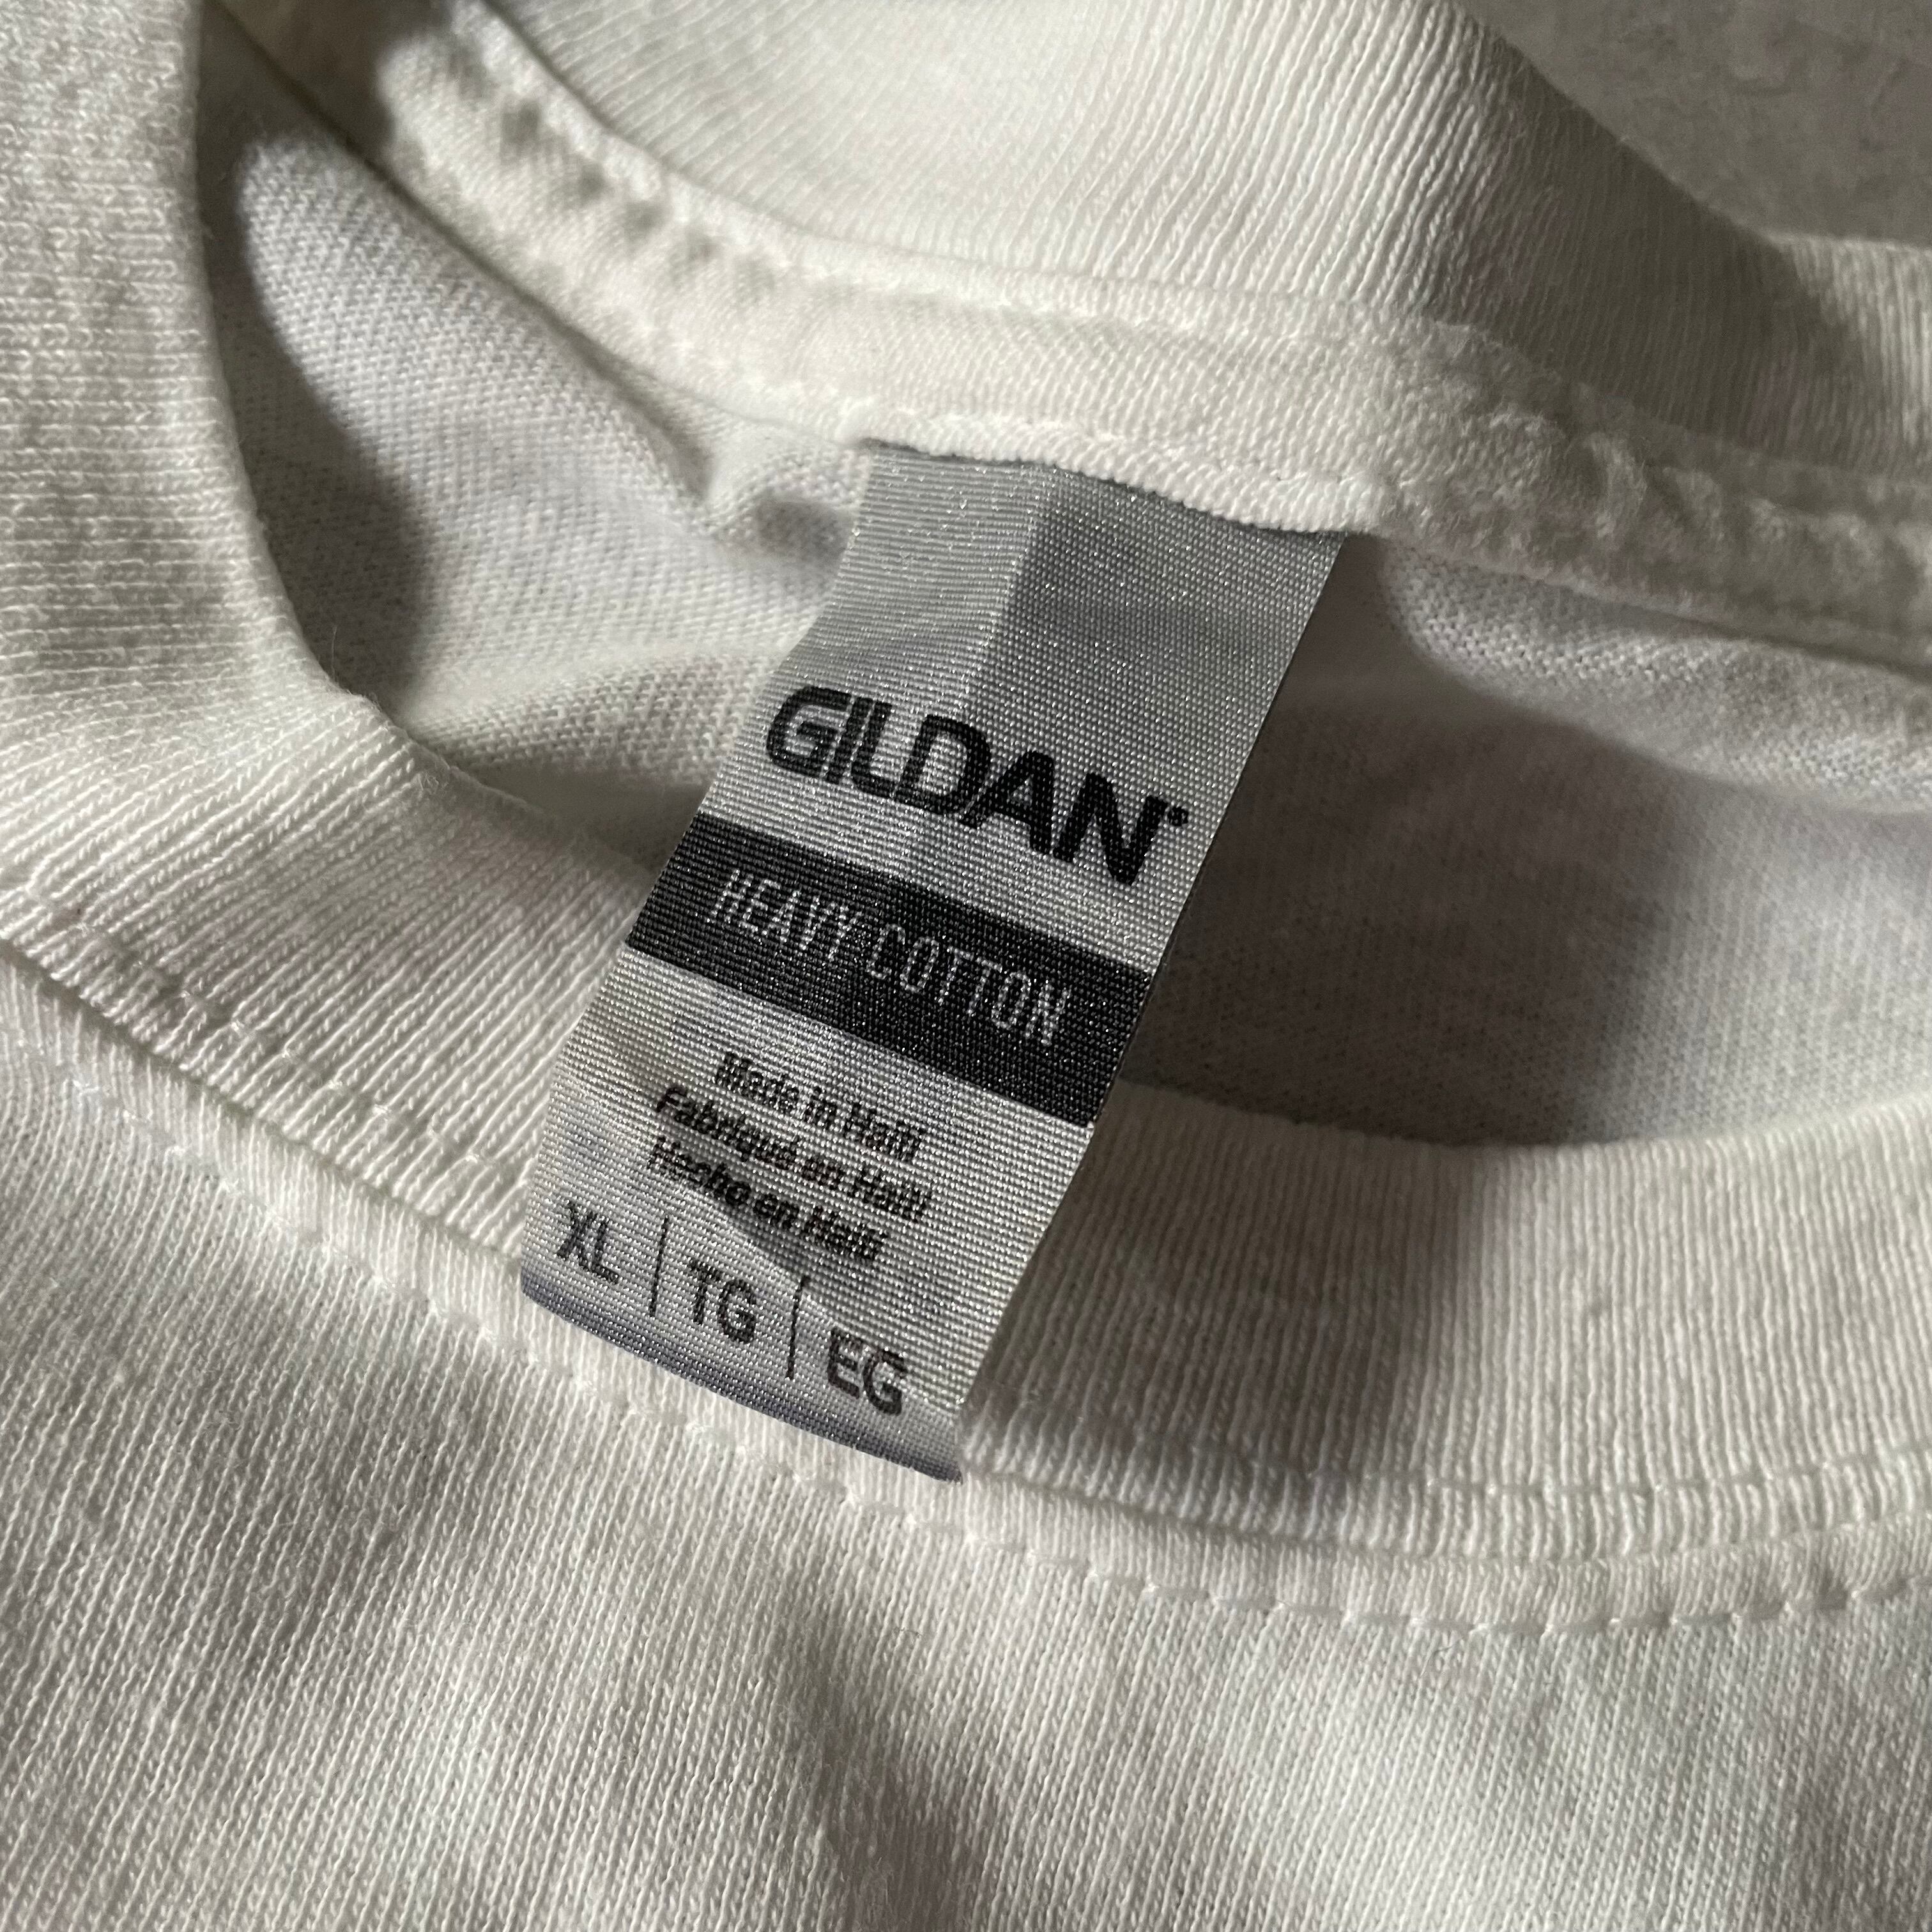 GILDAN
HEAVY COTTON
Made in Haiti
Fabriqué en Haïti
Hecho en Haití
XL | TG | EG